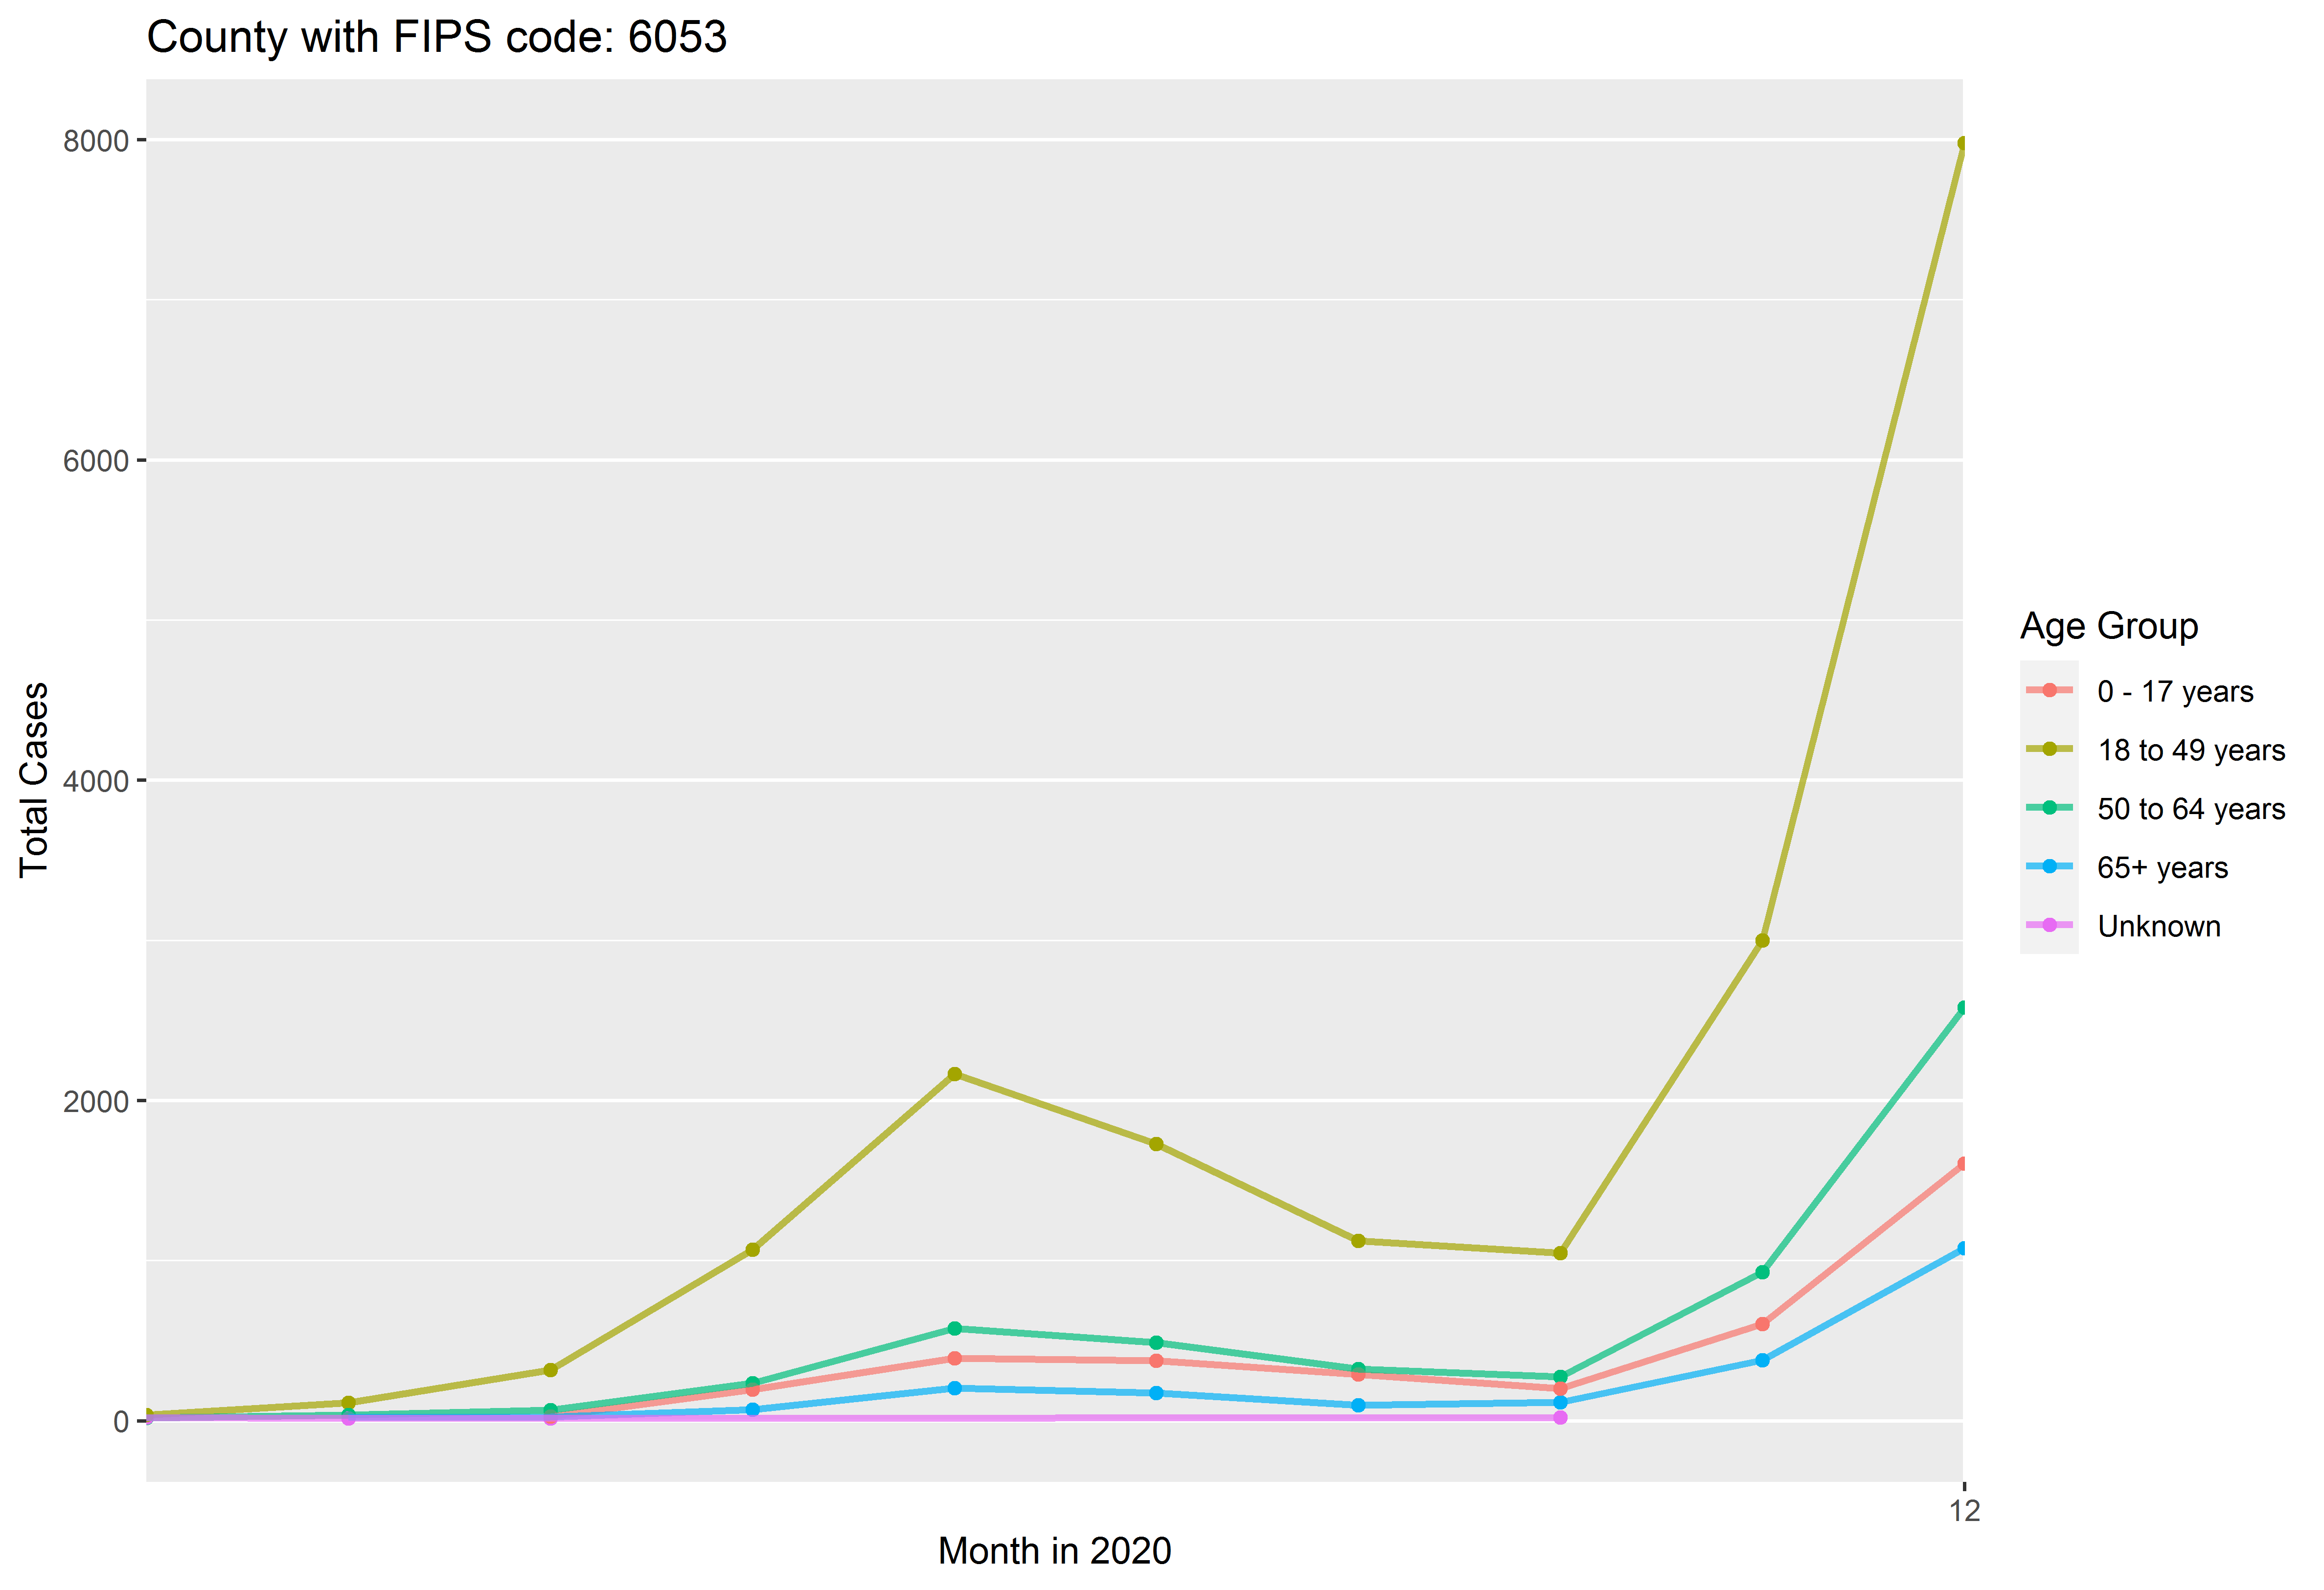 County with FIPS code: 6053
8000
6000
4000
2000
0
Total Cases
12
Month in 2020
Age Group
0 - 17 years
18 to 49 years
50 to 64 years
65+ years
Unknown